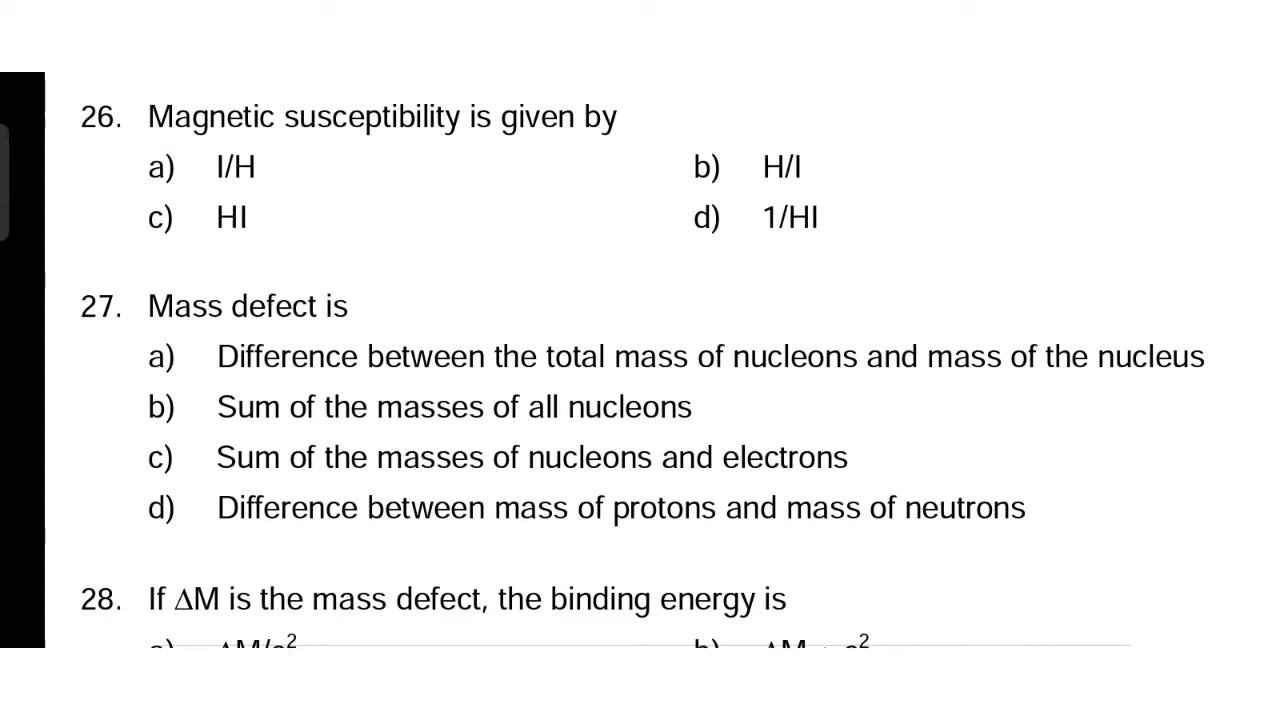 26. Magnetic susceptibility is given by
a) I/H b) H/I
c) HI d) 1/HI
27. Mass defect is
a) Difference between the total mass of nucleons and mass of the nucleus
b) Sum of the masses of all nucleons
c) Sum of the masses of nucleons and electrons
d) Difference between mass of protons and mass of neutrons
28. If ΔM is the mass defect, the binding energy is
a) ΔM/c² b)